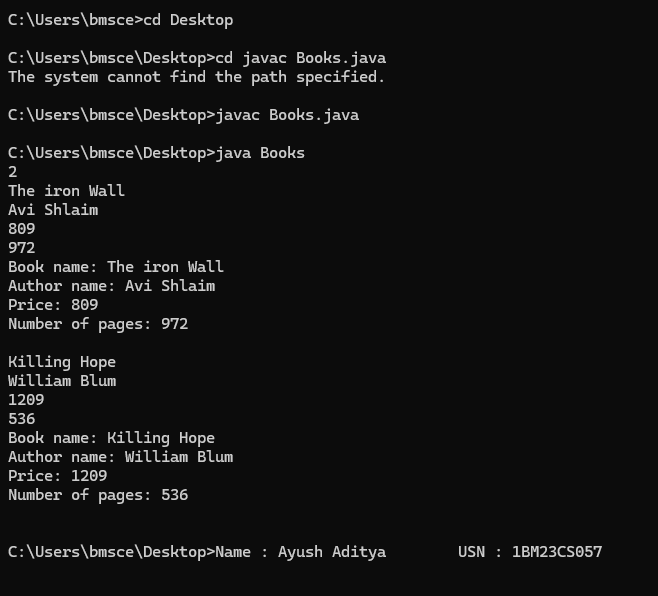 C:\Users\bmsce>cd Desktop
C:\Users\bmsce\Desktop>cd javac Books.java
The system cannot find the path specified.
C:\Users\bmsce\Desktop>javac Books.java
C:\Users\bmsce\Desktop>java Books
2
The iron Wall
Avi Shlaim
809
972
Book name: The iron Wall
Author name: Avi Shlaim
Price: 809
Number of pages: 972
Killing Hope
William Blum
1209
536
Book name: Killing Hope
Author name: William Blum
Price: 1209
Number of pages: 536
C:\Users\bmsce\Desktop>Name : Ayush Aditya        USN : 1BM23CS057